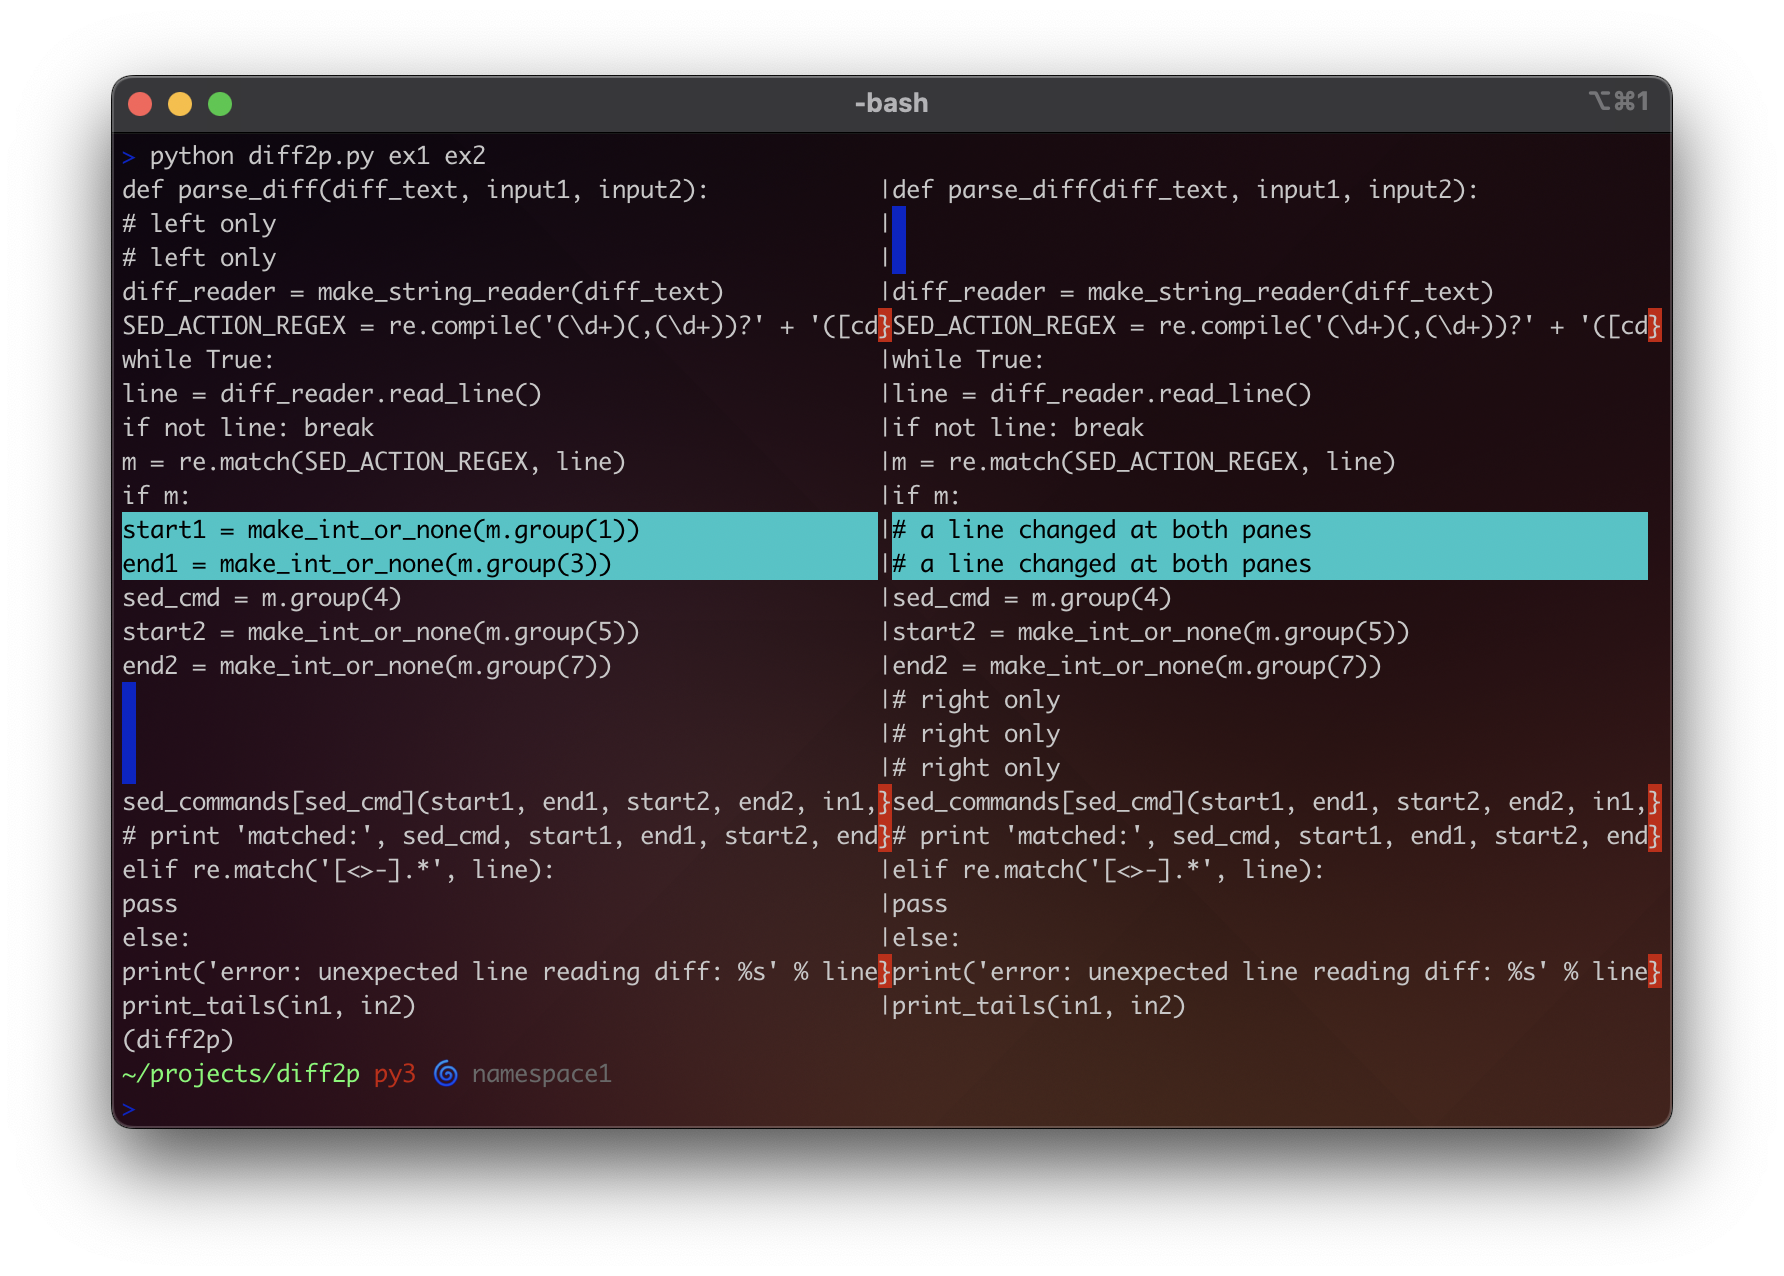 -bash
⌥⌘1
> python diff2p.py ex1 ex2
def parse_diff(diff_text, input1, input2): |def parse_diff(diff_text, input1, input2):
# left only |
# left only |
diff_reader = make_string_reader(diff_text) |diff_reader = make_string_reader(diff_text)
SED_ACTION_REGEX = re.compile('(\d+)(,(\d+))?' + '([cd}SED_ACTION_REGEX = re.compile('(\d+)(,(\d+))?' + '([cd}
while True: |while True:
line = diff_reader.read_line() |line = diff_reader.read_line()
if not line: break |if not line: break
m = re.match(SED_ACTION_REGEX, line) |m = re.match(SED_ACTION_REGEX, line)
if m: |if m:
start1 = make_int_or_none(m.group(1)) |# a line changed at both panes
end1 = make_int_or_none(m.group(3)) |# a line changed at both panes
sed_cmd = m.group(4) |sed_cmd = m.group(4)
start2 = make_int_or_none(m.group(5)) |start2 = make_int_or_none(m.group(5))
end2 = make_int_or_none(m.group(7)) |end2 = make_int_or_none(m.group(7))
|# right only
|# right only
|# right only
sed_commands[sed_cmd](start1, end1, start2, end2, in1,}sed_commands[sed_cmd](start1, end1, start2, end2, in1,}
# print 'matched:', sed_cmd, start1, end1, start2, end}# print 'matched:', sed_cmd, start1, end1, start2, end}
elif re.match('[<>-].*', line): |elif re.match('[<>-].*', line):
pass |pass
else: |else:
print('error: unexpected line reading diff: %s' % line}print('error: unexpected line reading diff: %s' % line}
print_tails(in1, in2) |print_tails(in1, in2)
(diff2p)
~/projects/diff2p py3 🌀 namespace1
>